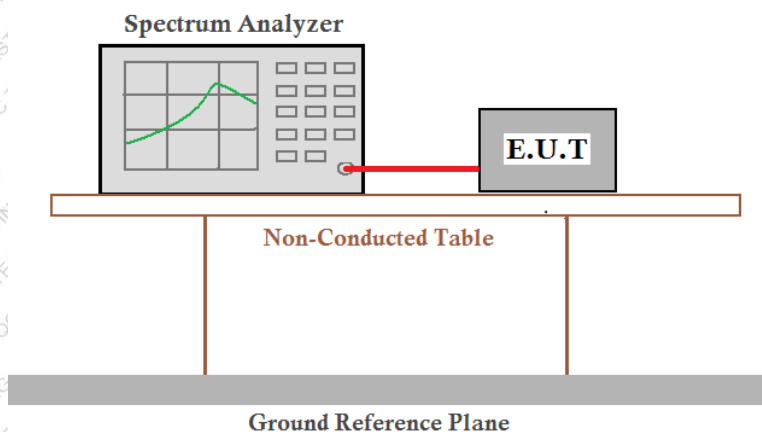 Spectrum Analyzer
E.U.T
Non-Conducted Table
Ground Reference Plane